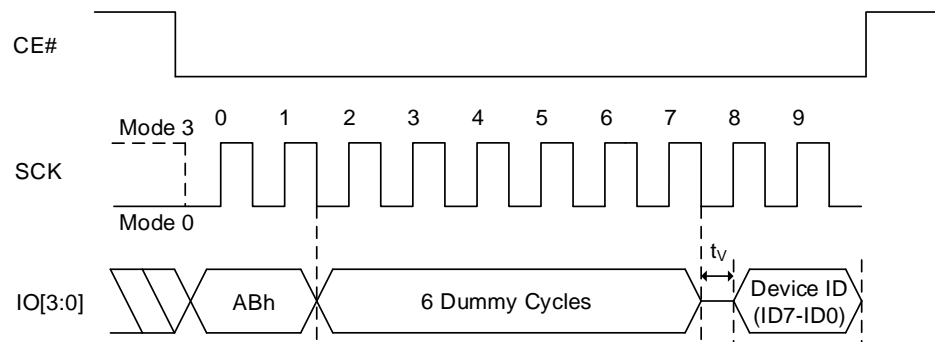 CE#
Mode 3
0 1 2 3 4 5 6 7 8 9
SCK
Mode 0
tV
IO[3:0]
ABh
6 Dummy Cycles
Device ID
(ID7-ID0)